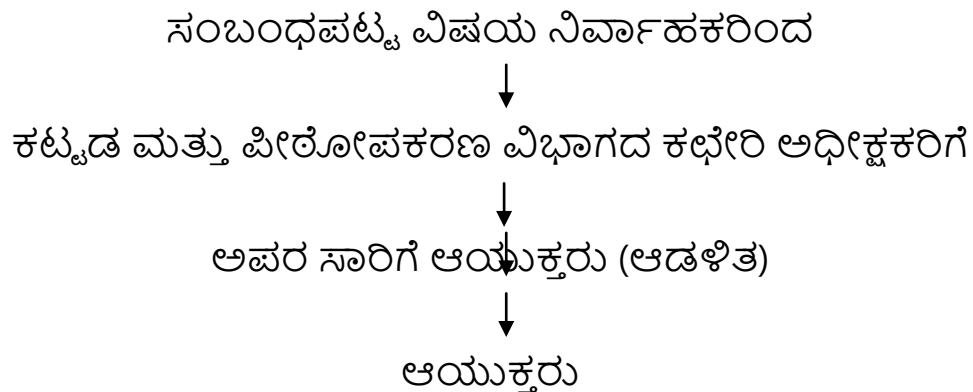 ಸಂಬಂಧಪಟ್ಟ ವಿಷಯ ನಿರ್ವಾಹಕರಿಂದ
ಕಟ್ಟಡ ಮತ್ತು ಪೀಠೋಪಕರಣ ವಿಭಾಗದ ಕಛೇರಿ ಅಧೀಕ್ಷಕರಿಗೆ
ಅಪರ ಸಾರಿಗೆ ಆಯುಕ್ತರು (ಆಡಳಿತ)
ಆಯುಕ್ತರು